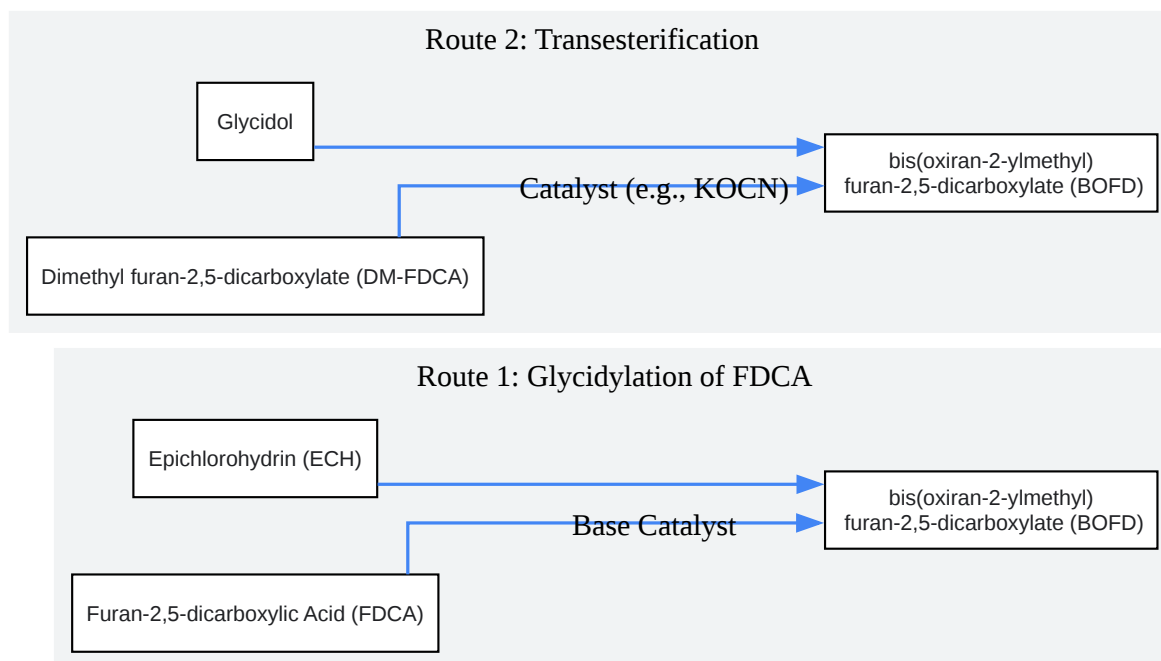 Route 2: Transesterification
Glycidol
bis(oxiran-2-ylmethyl)
furan-2,5-dicarboxylate (BOFD)
Catalyst (e.g., KOCN)
Dimethyl furan-2,5-dicarboxylate (DM-FDCA)
Route 1: Glycidylation of FDCA
Epichlorohydrin (ECH)
bis(oxiran-2-ylmethyl)
furan-2,5-dicarboxylate (BOFD)
Base Catalyst
Furan-2,5-dicarboxylic Acid (FDCA)